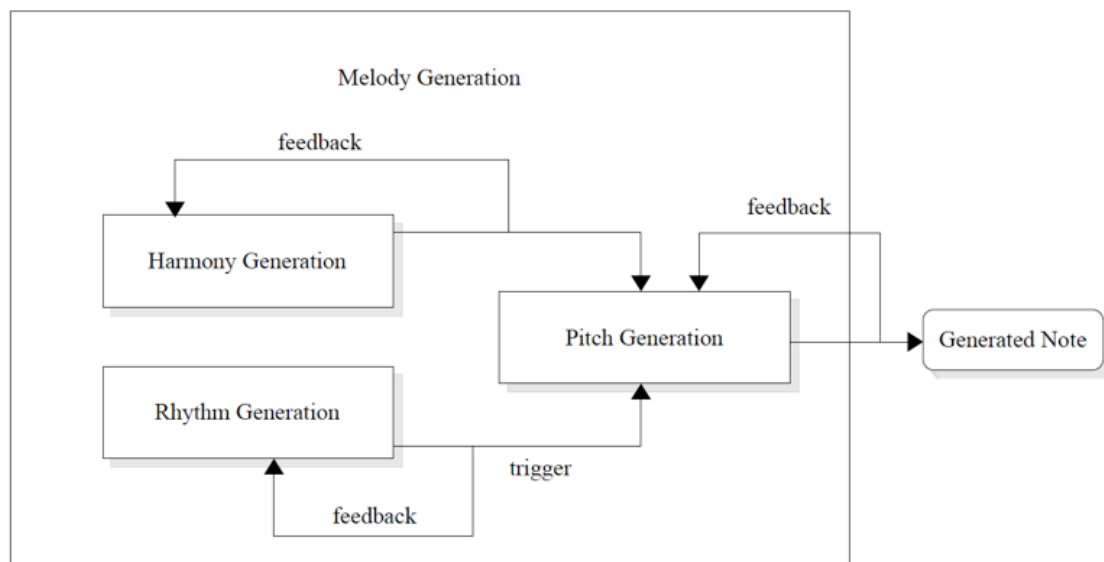 Melody Generation
feedback
feedback
Harmony Generation
Pitch Generation
Generated Note
Rhythm Generation
trigger
feedback